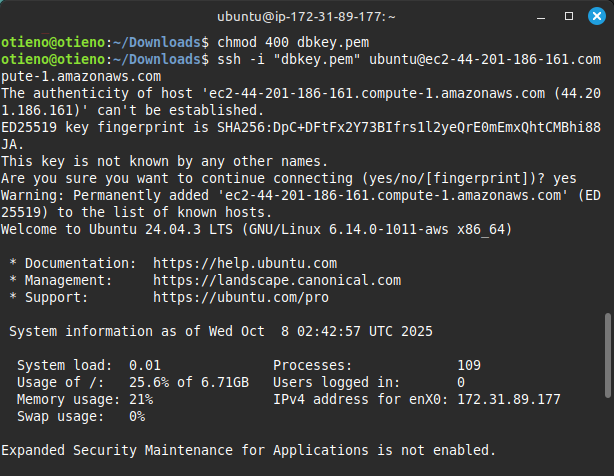 ubuntu@ip-172-31-89-177: ~
otieno@otieno:~/Downloads$ chmod 400 dbkey.pem
otieno@otieno:~/Downloads$ ssh -i "dbkey.pem" ubuntu@ec2-44-201-186-161.com
pute-1.amazonaws.com
The authenticity of host 'ec2-44-201-186-161.compute-1.amazonaws.com (44.20
1.186.161)' can't be established.
ED25519 key fingerprint is SHA256:DpC+DFtFx2Y73BIfrs1l2yeQrE0mEmxQhtCMBhi88
JA.
This key is not known by any other names.
Are you sure you want to continue connecting (yes/no/[fingerprint])? yes
Warning: Permanently added 'ec2-44-201-186-161.compute-1.amazonaws.com' (ED
25519) to the list of known hosts.
Welcome to Ubuntu 24.04.3 LTS (GNU/Linux 6.14.0-1011-aws x86_64)
* Documentation:  https://help.ubuntu.com
* Management:     https://landscape.canonical.com
* Support:        https://ubuntu.com/pro
System information as of Wed Oct  8 02:42:57 UTC 2025
System load:  0.01              Processes:             109
Usage of /:   25.6% of 6.71GB   Users logged in:       0
Memory usage: 21%               IPv4 address for enX0: 172.31.89.177
Swap usage:   0%
Expanded Security Maintenance for Applications is not enabled.